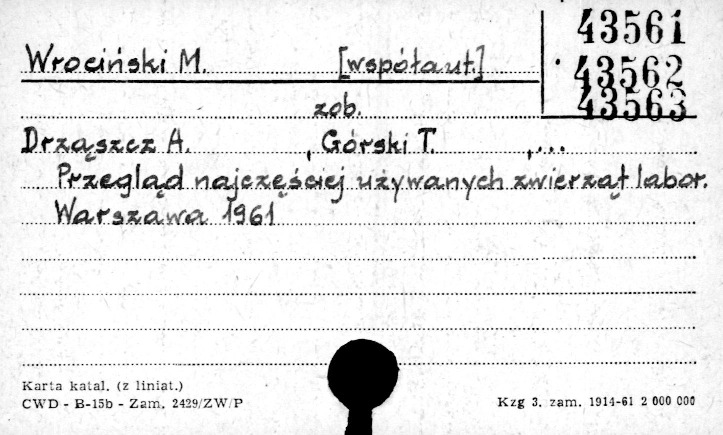 43561
Wrociński M. [współaut.] 43562
zob. 43563
Drząszcz A. , Górski T. , ...
Przegląd najczęściej używanych zwierząt labor.
Warszawa 1961
Karta katal. (z liniat.)
CWD - B-15b - Zam. 2429/ZW/P Kzg 3. zam. 1914-61 2 000 000